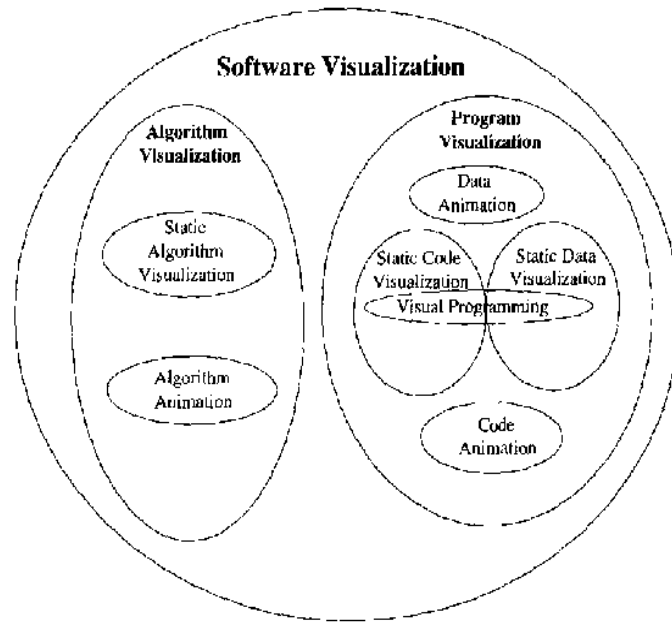 Software Visualization
Algorithm
Visualization
Static
Algorithm
Visualization
Algorithm
Animation
Program
Visualization
Data
Animation
Static Code
Visualization
Static Data
Visualization
Visual Programming
Code
Animation